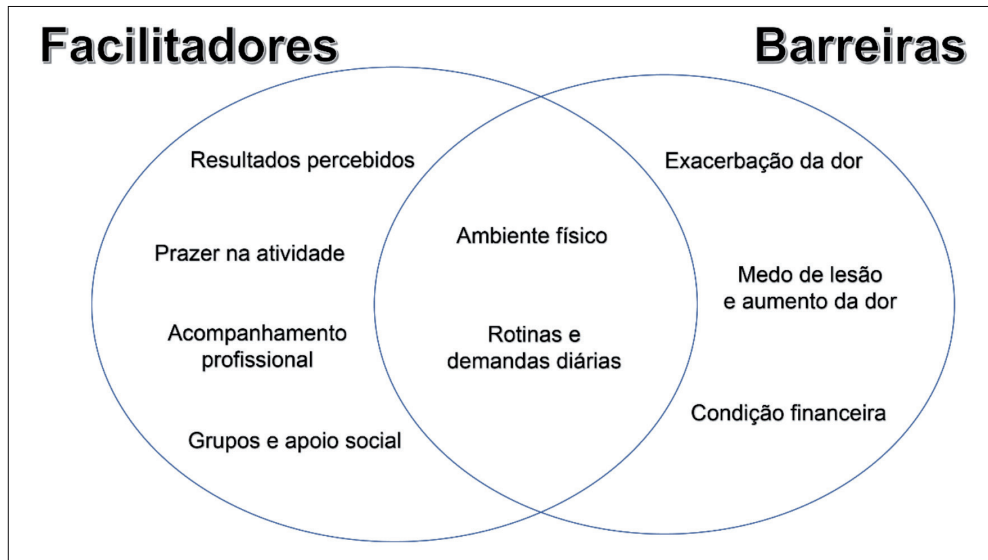 Facilitadores
Barreiras
Resultados percebidos
Prazer na atividade
Acompanhamento
profissional
Grupos e apoio social
Ambiente físico
Rotinas e
demandas diárias
Exacerbação da dor
Medo de lesão
e aumento da dor
Condição financeira